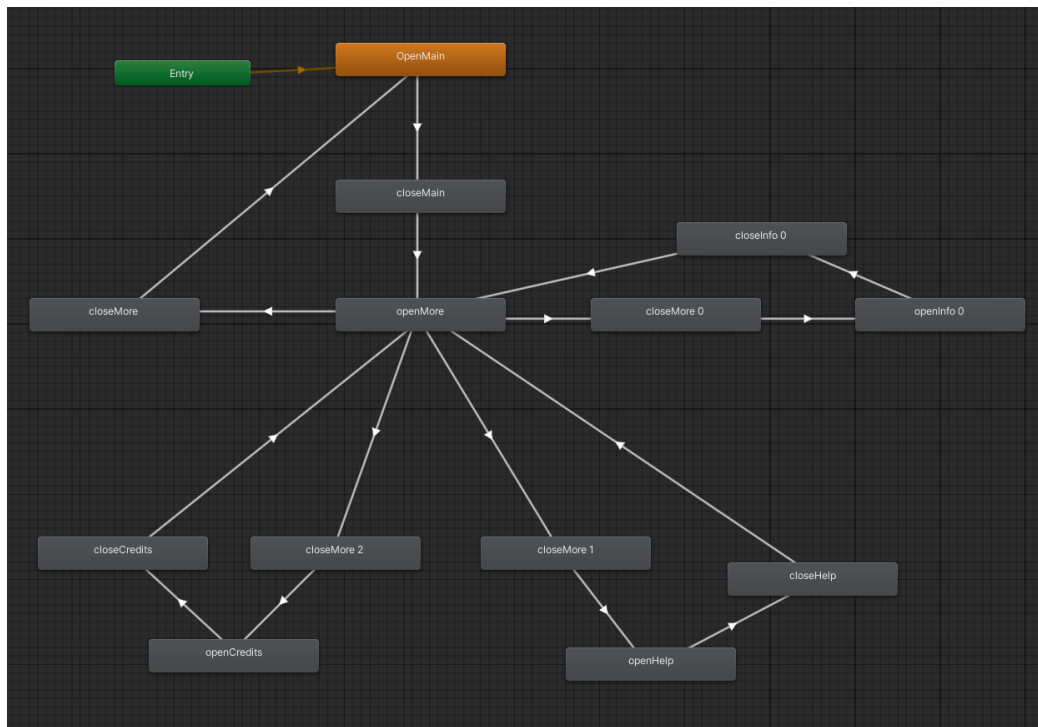 OpenMain
Entry
closeMain
closeInfo 0
closeMore
openMore
closeMore 0
openInfo 0
closeCredits
closeMore 2
closeMore 1
closeHelp
openCredits
openHelp